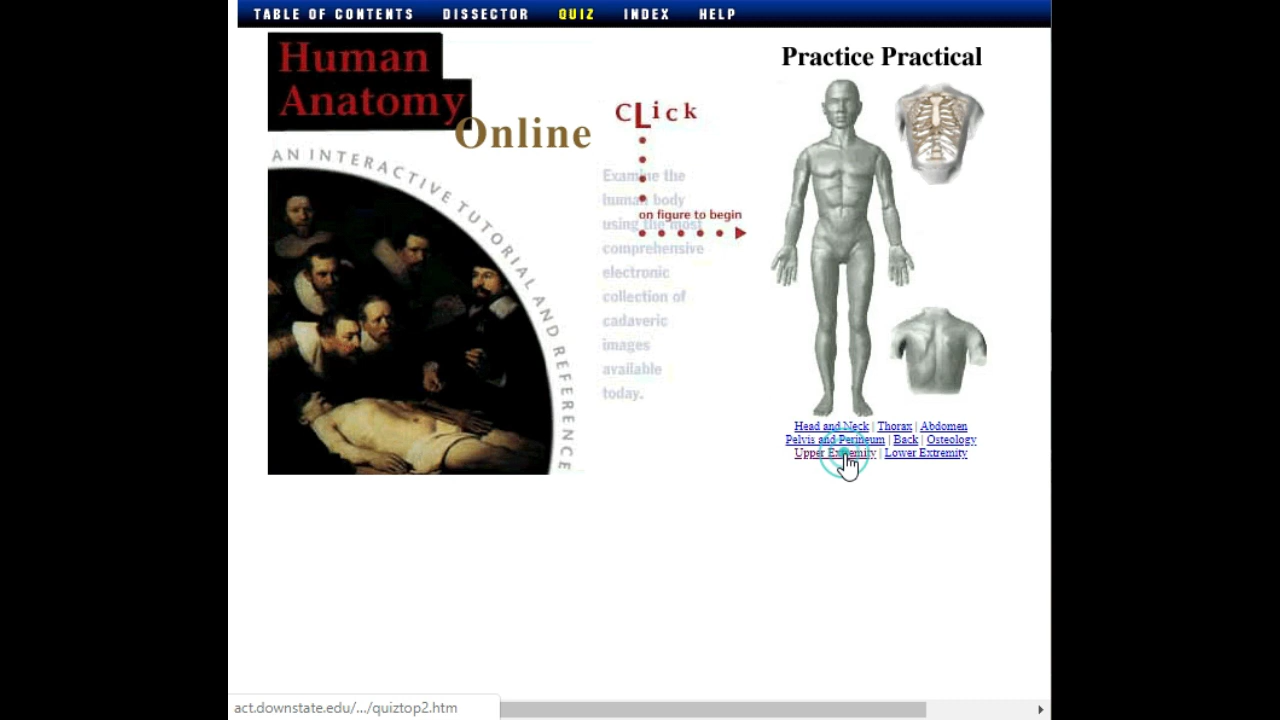 TABLE OF CONTENTS DISSECTOR QUIZ INDEX HELP
Human
Anatomy
Online
AN INTERACTIVE TUTORIAL AND REFERENCE
CLick
on figure to begin
Examine the
human body
using the most
comprehensive
electronic
collection of
cadaveric
images
available
today.
Practice Practical
Head and Neck | Thorax | Abdomen
Pelvis and Perineum | Back | Osteology
Upper Extremity | Lower Extremity
act.downstate.edu/.../quiztop2.htm